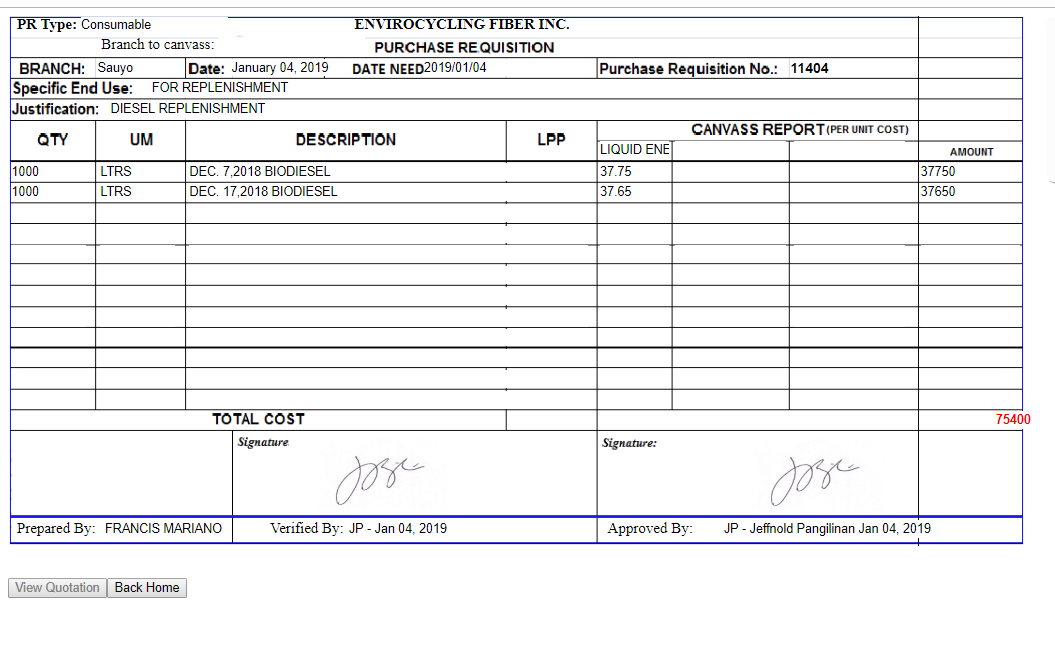 PR Type: Consumable ENVIROCYCLING FIBER INC.
Branch to canvass: PURCHASE REQUISITION
BRANCH: Sauyo Date: January 04, 2019 DATE NEED 2019/01/04 Purchase Requisition No.: 11404
Specific End Use: FOR REPLENISHMENT
Justification: DIESEL REPLENISHMENT
QTY UM DESCRIPTION LPP CANVASS REPORT (PER UNIT COST)
LIQUID ENE AMOUNT
1000 LTRS DEC. 7,2018 BIODIESEL 37.75 37750
1000 LTRS DEC. 17,2018 BIODIESEL 37.65 37650
TOTAL COST 75400
Signature Signature:
Prepared By: FRANCIS MARIANO Verified By: JP - Jan 04, 2019 Approved By: JP - Jeffnold Pangilinan Jan 04, 2019
View Quotation Back Home